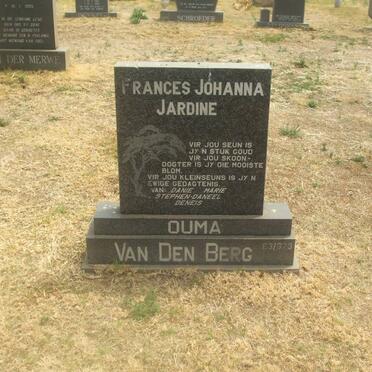 SCHROEDER
DER MERWE
FRANCES JOHANNA
JARDINE
VIR JOU SEUN IS
JY'N STUK GOUD
VIR JOU SKOON-
DOGTER IS JY DIE MOOISTE
BLOM.
VIR JOU KLEINSEUNS IS JY'N
EWIGE GEDAGTENIS.
VAN: DANIE MARIE
STEPHEN-DANEEL
DENEIS
OUMA
VAN DEN BERG